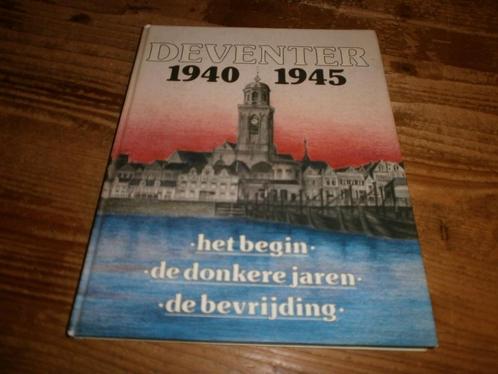 DEVENTER
1940 1945
·het begin·
·de donkere jaren·
·de bevrijding·